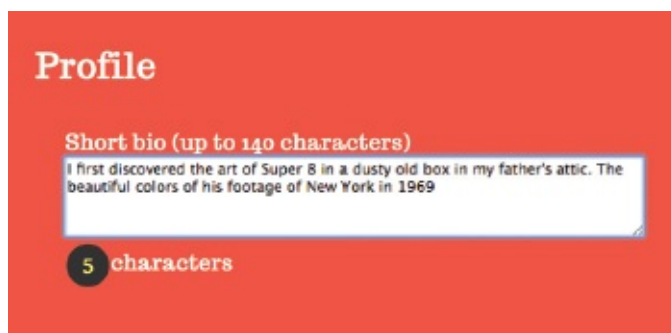 Profile
Short bio (up to 140 characters)
I first discovered the art of Super 8 in a dusty old box in my father's attic. The
beautiful colors of his footage of New York in 1969
5 characters